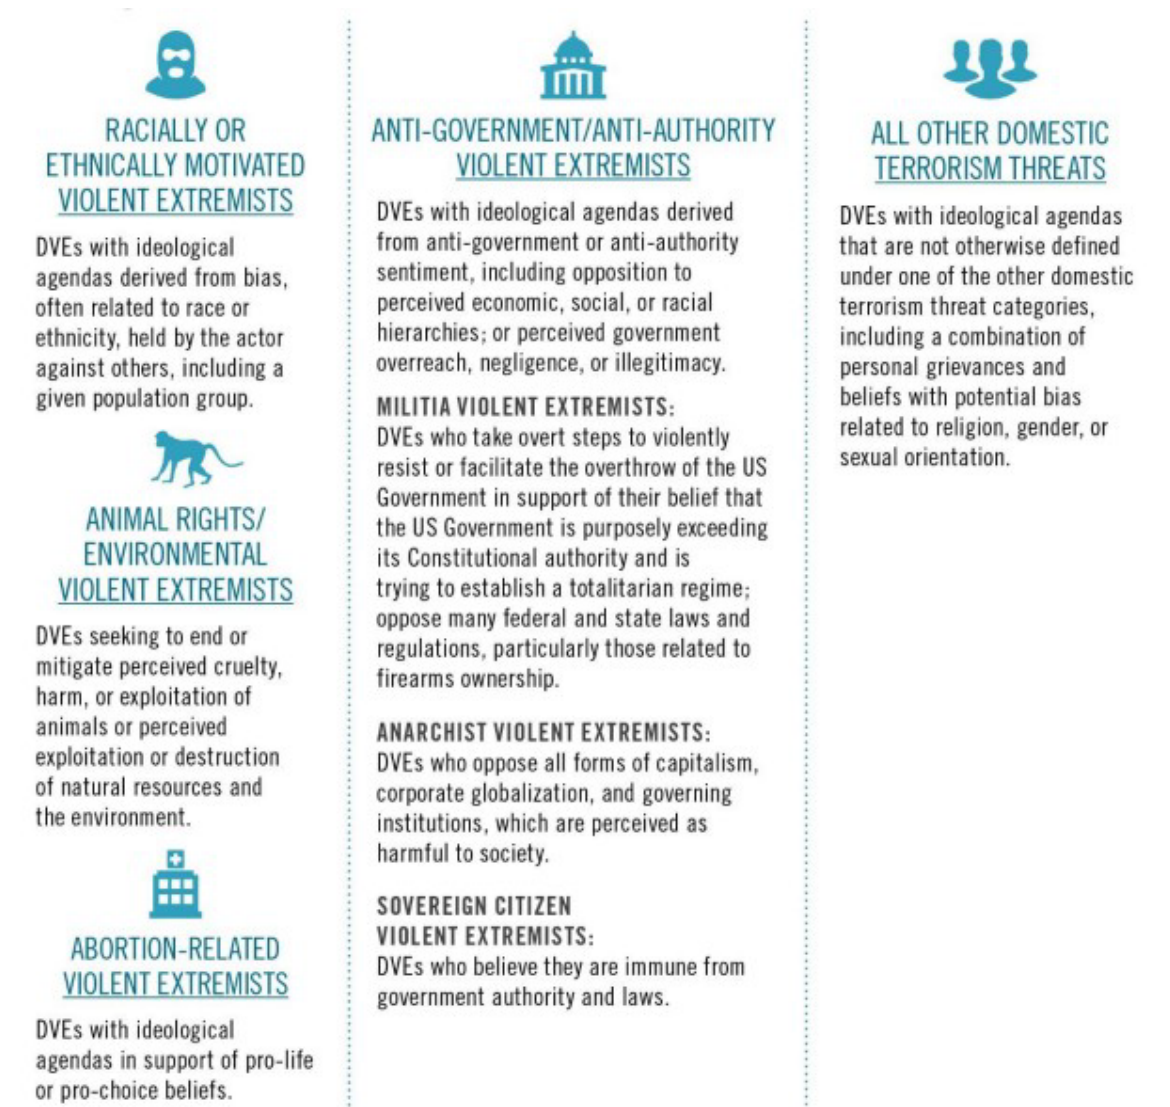 RACIALLY OR
ETHNICALLY MOTIVATED
VIOLENT EXTREMISTS
DVEs with ideological
agendas derived from bias,
often related to race or
ethnicity, held by the actor
against others, including a
given population group.
ANIMAL RIGHTS/
ENVIRONMENTAL
VIOLENT EXTREMISTS
DVEs seeking to end or
mitigate perceived cruelty,
harm, or exploitation of
animals or perceived
exploitation or destruction
of natural resources and
the environment.
ABORTION-RELATED
VIOLENT EXTREMISTS
DVEs with ideological
agendas in support of pro-life
or pro-choice beliefs.
ANTI-GOVERNMENT/ANTI-AUTHORITY
VIOLENT EXTREMISTS
DVEs with ideological agendas derived
from anti-government or anti-authority
sentiment, including opposition to
perceived economic, social, or racial
hierarchies; or perceived government
overreach, negligence, or illegitimacy.
MILITIA VIOLENT EXTREMISTS:
DVEs who take overt steps to violently
resist or facilitate the overthrow of the US
Government in support of their belief that
the US Government is purposely exceeding
its Constitutional authority and is
trying to establish a totalitarian regime;
oppose many federal and state laws and
regulations, particularly those related to
firearms ownership.
ANARCHIST VIOLENT EXTREMISTS:
DVEs who oppose all forms of capitalism,
corporate globalization, and governing
institutions, which are perceived as
harmful to society.
SOVEREIGN CITIZEN
VIOLENT EXTREMISTS:
DVEs who believe they are immune from
government authority and laws.
ALL OTHER DOMESTIC
TERRORISM THREATS
DVEs with ideological agendas
that are not otherwise defined
under one of the other domestic
terrorism threat categories,
including a combination of
personal grievances and
beliefs with potential bias
related to religion, gender, or
sexual orientation.